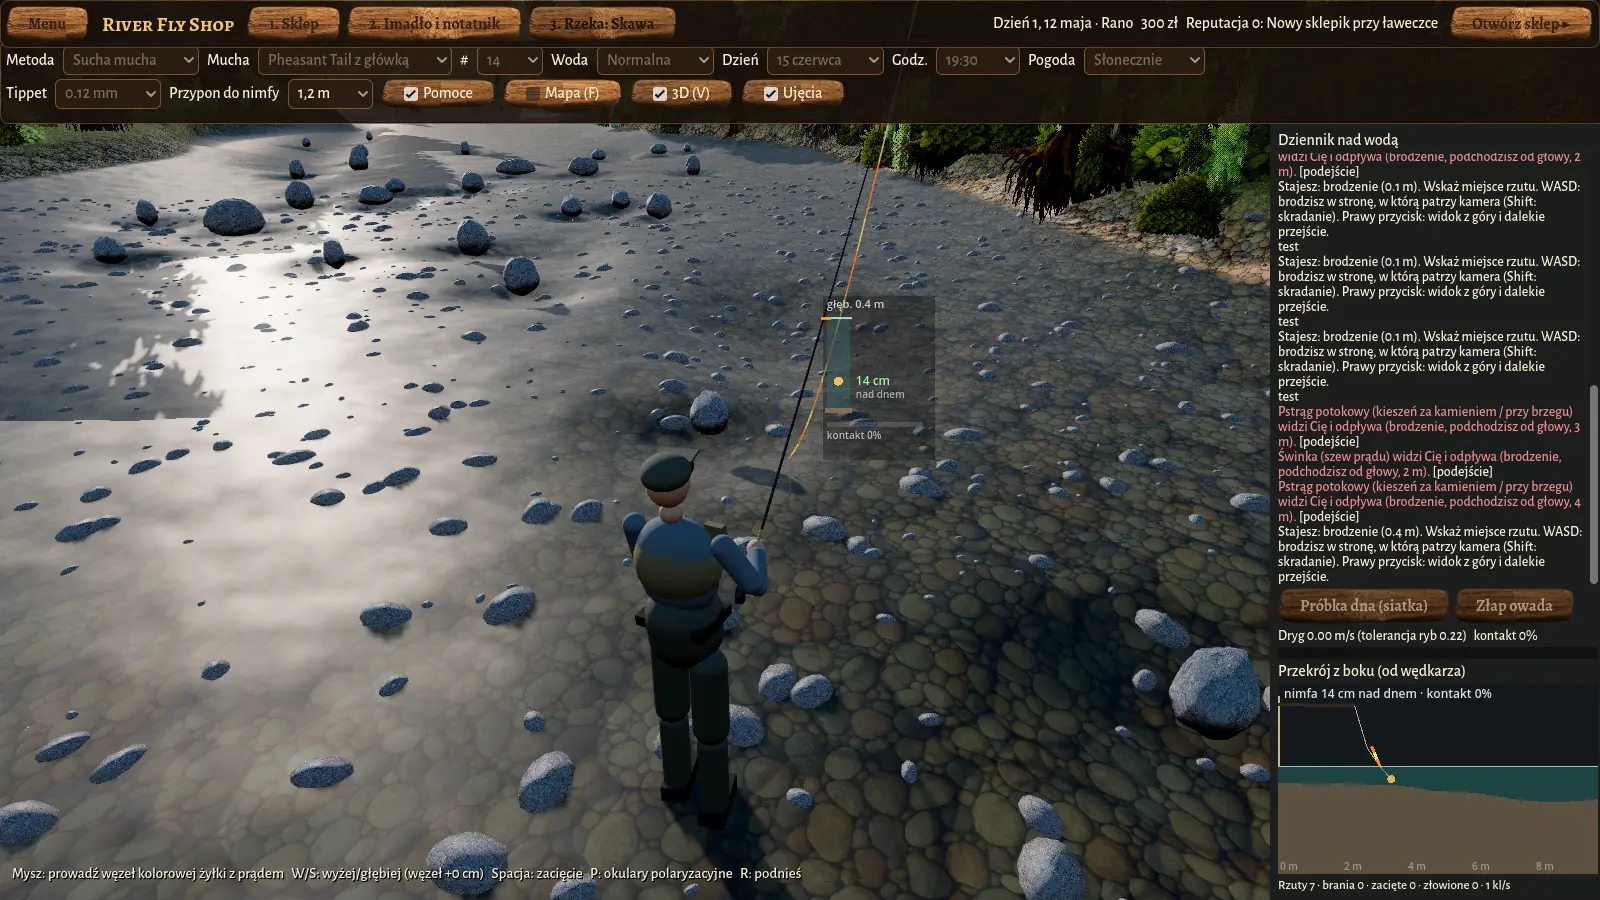 Menu River Fly Shop 1. Sklep 2. Imadło i notatnik 3. Rzeka: Skawa Dzień 1, 12 maja · Rano 300 zł Reputacja 0: Nowy sklepik przy ławeczce Otwórz sklep ▸
Metoda Sucha mucha Mucha Pheasant Tail z główką # 14 Woda Normalna Dzień 15 czerwca Godz. 19:30 Pogoda Słonecznie
Tippet 0.12 mm Przypon do nimfy 1,2 m Pomoce Mapa (F) 3D (V) Ujęcia
Dziennik nad wodą
widzi Cię i odpływa (brodzenie, podchodzisz od głowy, 2
m). [podejście]
Stajesz: brodzenie (0.1 m). Wskaż miejsce rzutu. WASD:
brodzisz w stronę, w którą patrzy kamera (Shift:
skradanie). Prawy przycisk: widok z góry i dalekie
przejście.
test
Stajesz: brodzenie (0.1 m). Wskaż miejsce rzutu. WASD:
brodzisz w stronę, w którą patrzy kamera (Shift:
skradanie). Prawy przycisk: widok z góry i dalekie
przejście.
test
Stajesz: brodzenie (0.1 m). Wskaż miejsce rzutu. WASD:
brodzisz w stronę, w którą patrzy kamera (Shift:
skradanie). Prawy przycisk: widok z góry i dalekie
przejście.
test
Pstrąg potokowy (kieszeń za kamieniem / przy brzegu)
widzi Cię i odpływa (brodzenie, podchodzisz od głowy, 3
m). [podejście]
Świnka (szew prądu) widzi Cię i odpływa (brodzenie,
podchodzisz od głowy, 2 m). [podejście]
Pstrąg potokowy (kieszeń za kamieniem / przy brzegu)
widzi Cię i odpływa (brodzenie, podchodzisz od głowy, 4
m). [podejście]
Stajesz: brodzenie (0.4 m). Wskaż miejsce rzutu. WASD:
brodzisz w stronę, w którą patrzy kamera (Shift:
skradanie). Prawy przycisk: widok z góry i dalekie
przejście.
Próbka dna (siatka) Złap owada
Dryg 0.00 m/s (tolerancja ryb 0.22) kontakt 0%
Przekrój z boku (od wędkarza)
nimfa 14 cm nad dnem · kontakt 0%
0 m 2 m 4 m 6 m 8 m
Rzuty 7 · brania 0 · zacięte 0 · złowione 0 · 1 kl/s
głęb. 0.4 m
14 cm
nad dnem
kontakt 0%
Mysz: prowadź węzeł kolorowej żyłki z prądem W/S: wyżej/głębiej (węzeł +0 cm) Spacja: zacięcie P: okulary polaryzacyjne R: podnieś